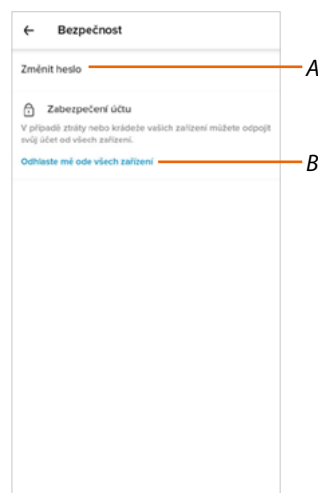 ← Bezpečnost
Změnit heslo A
Zabezpečení účtu
V případě ztráty nebo krádeže vašich zařízení můžete odpojit
svůj účet od všech zařízení.
Odhlaste mě ode všech zařízení B